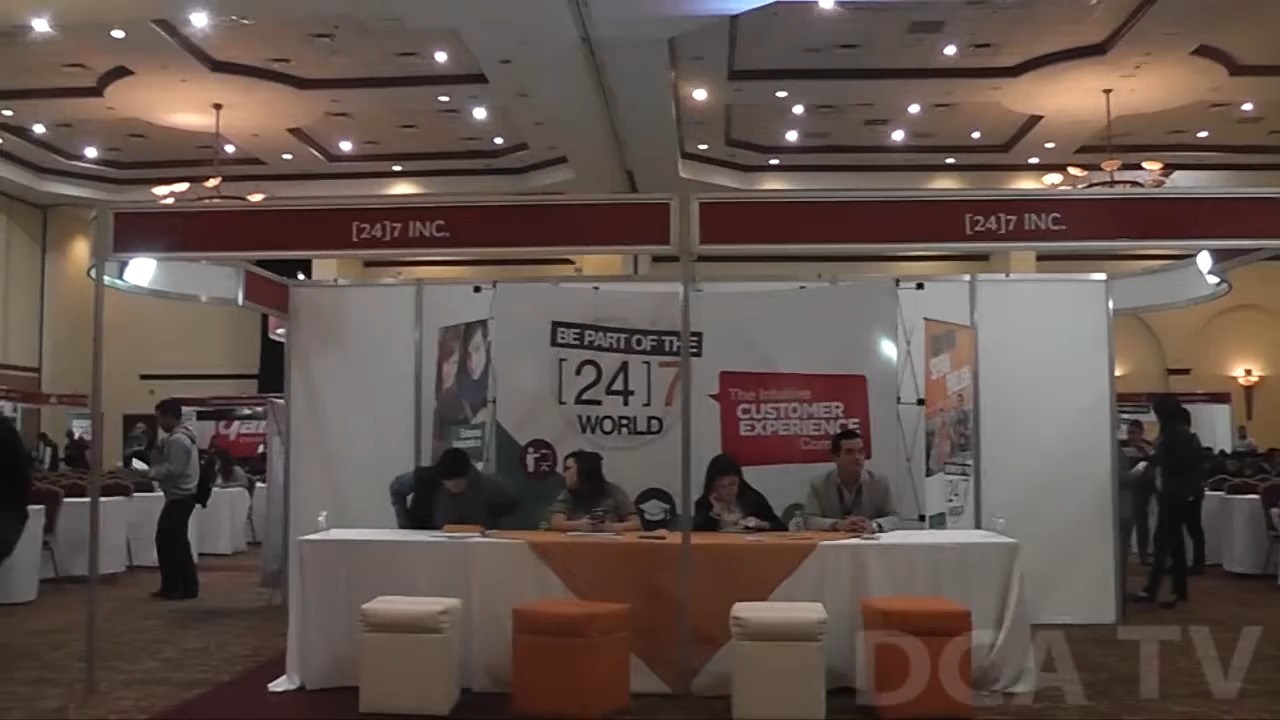 [24]7 INC.
[24]7 INC.
BE PART OF THE
[24]7
WORLD
The Intuitive
CUSTOMER
EXPERIENCE
DCA TV